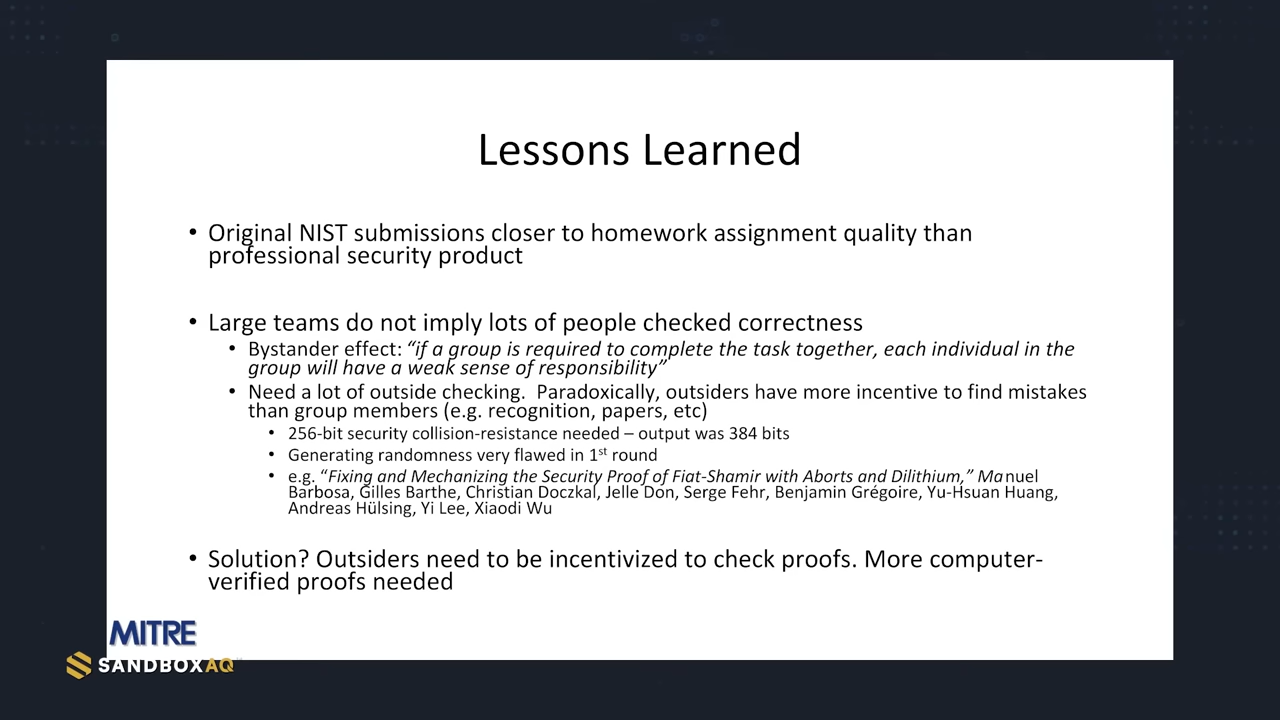 Lessons Learned
• Original NIST submissions closer to homework assignment quality than
professional security product
• Large teams do not imply lots of people checked correctness
• Bystander effect: “if a group is required to complete the task together, each individual in the
group will have a weak sense of responsibility”
• Need a lot of outside checking. Paradoxically, outsiders have more incentive to find mistakes
than group members (e.g. recognition, papers, etc)
• 256-bit security collision-resistance needed – output was 384 bits
• Generating randomness very flawed in 1st round
• e.g. “Fixing and Mechanizing the Security Proof of Fiat-Shamir with Aborts and Dilithium,” Manuel
Barbosa, Gilles Barthe, Christian Doczkal, Jelle Don, Serge Fehr, Benjamin Grégoire, Yu-Hsuan Huang,
Andreas Hülsing, Yi Lee, Xiaodi Wu
• Solution? Outsiders need to be incentivized to check proofs. More computer-
verified proofs needed
MITRE
SANDBOXAQ